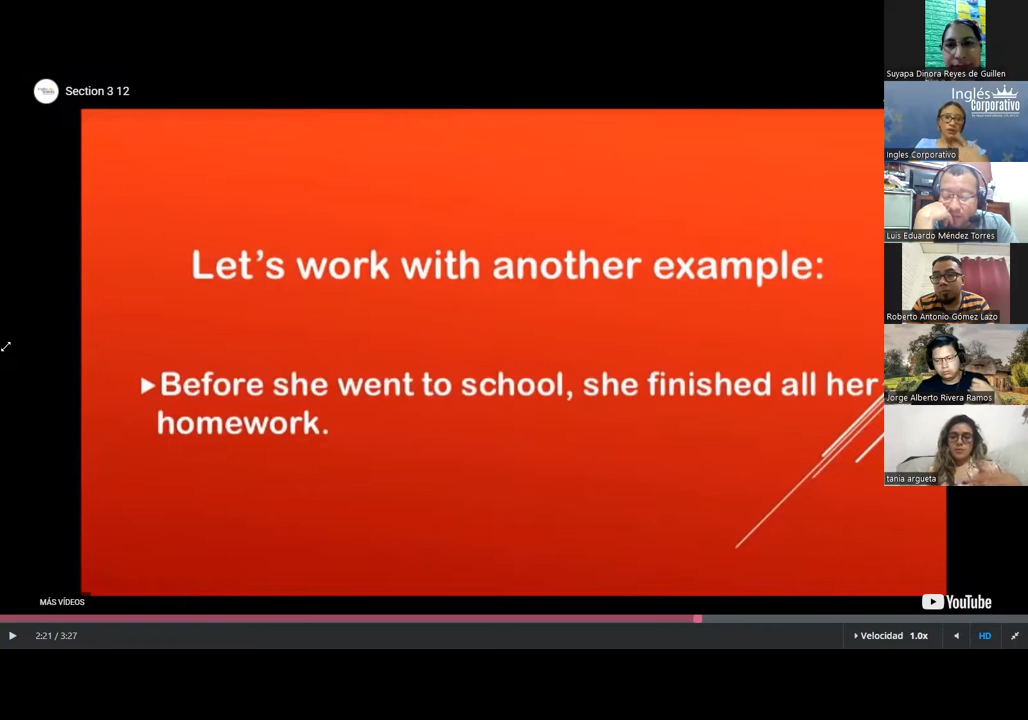 Section 3 12
Let's work with another example:
Before she went to school, she finished all her
homework.
MÁS VÍDEOS
YouTube
2:21 / 3:27
Velocidad 1.0x
HD
Suyapa Dinora Reyes de Guillen
Inglés
Corporativo
Ingles Corporativo
Luis Eduardo Méndez Torres
Roberto Antonio Gómez Lazo
Jorge Alberto Rivera Ramos
tania argueta